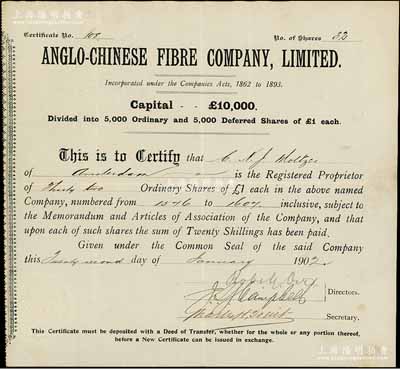 上海阳明拍卖
Certificate No. 108 No. of Shares 32
ANGLO-CHINESE FIBRE COMPANY, LIMITED.
Incorporated under the Companies Acts, 1862 to 1893.
Capital - - £10,000.
Divided into 5,000 Ordinary and 5,000 Deferred Shares of £1 each.
This is to Certify that C. N. J. Moltzer
of Amsterdam is the Registered Proprietor
of Thirty two Ordinary Shares of £1 each in the above named
Company, numbered from 1576 to 1607 inclusive, subject to
the Memorandum and Articles of Association of the Company, and that
upon each of such shares the sum of Twenty Shillings has been paid.
Given under the Common Seal of the said Company
this Twenty second day of January 1902.
Campbell
Directors.
Secretary.
This Certificate must be deposited with a Deed of Transfer, whether for the whole or any portion thereof,
before a New Certificate can be issued in exchange.